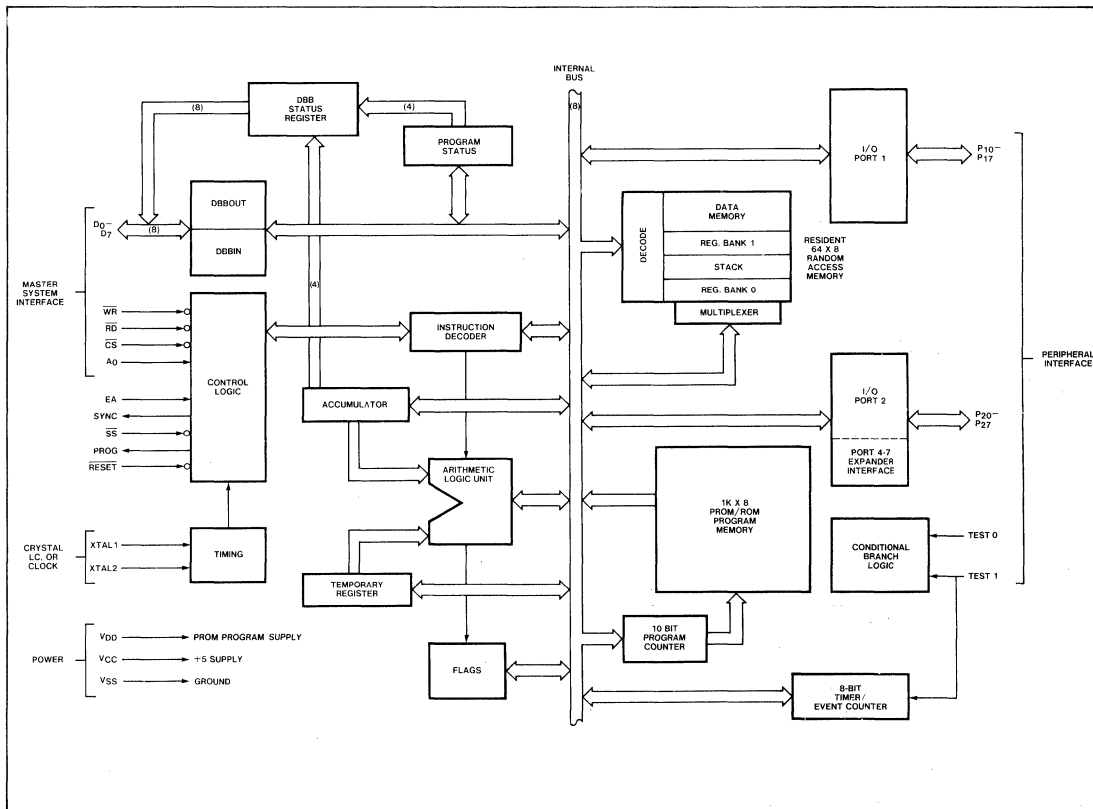 INTERNAL
BUS
(8)
DBB
STATUS
REGISTER
(8)
(4)
PROGRAM
STATUS
DBBOUT
DBBIN
D0–
D7
(8)
(4)
MASTER
SYSTEM
INTERFACE
WR
RD
CS
A0
EA
SYNC
SS
PROG
RESET
CONTROL
LOGIC
INSTRUCTION
DECODER
ACCUMULATOR
ARITHMETIC
LOGIC UNIT
CRYSTAL
LC, OR
CLOCK
XTAL1
XTAL2
TIMING
TEMPORARY
REGISTER
FLAGS
POWER
VDD
PROM PROGRAM SUPPLY
VCC
+5 SUPPLY
VSS
GROUND
I/O
PORT 1
P10–
P17
DECODE
DATA
MEMORY
REG. BANK 1
STACK
REG. BANK 0
MULTIPLEXER
RESIDENT
64 X 8
RANDOM
ACCESS
MEMORY
PERIPHERAL
INTERFACE
I/O
PORT 2
PORT 4-7
EXPANDER
INTERFACE
P20–
P27
1K X 8
PROM/ROM
PROGRAM
MEMORY
CONDITIONAL
BRANCH
LOGIC
TEST 0
TEST 1
10 BIT
PROGRAM
COUNTER
8-BIT
TIMER/
EVENT COUNTER